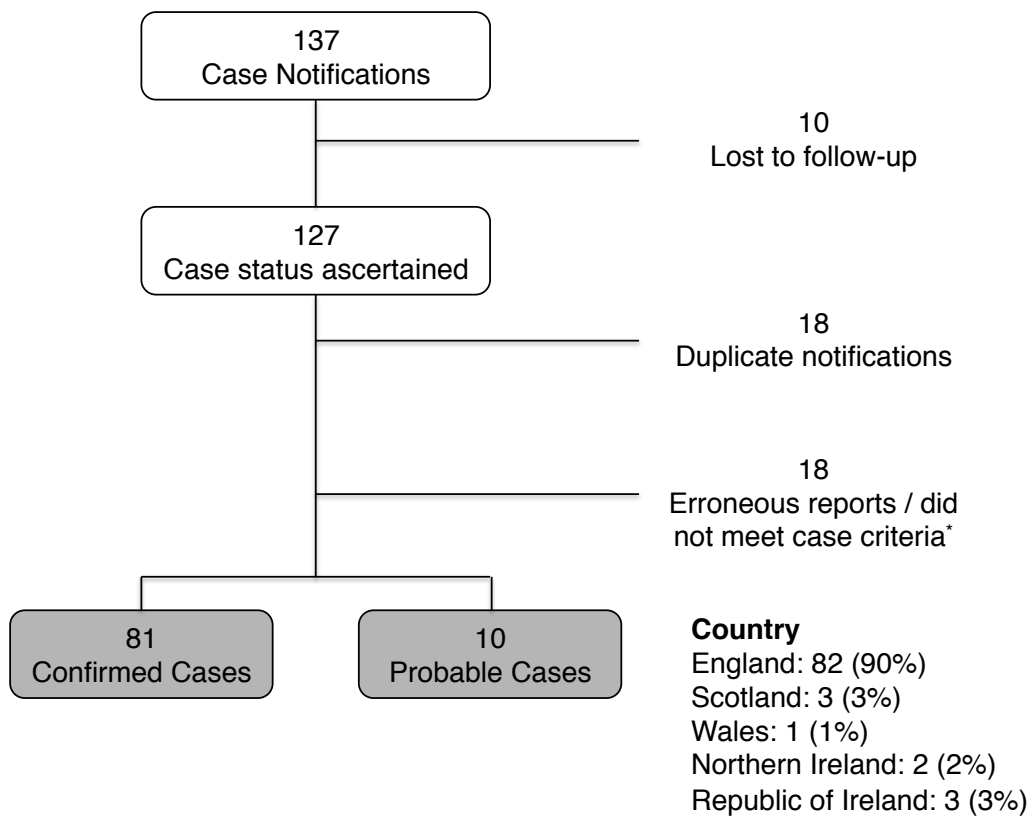 137
Case Notifications
10
Lost to follow-up
127
Case status ascertained
18
Duplicate notifications
18
Erroneous reports / did
not meet case criteria*
81
Confirmed Cases
10
Probable Cases
Country
England: 82 (90%)
Scotland: 3 (3%)
Wales: 1 (1%)
Northern Ireland: 2 (2%)
Republic of Ireland: 3 (3%)